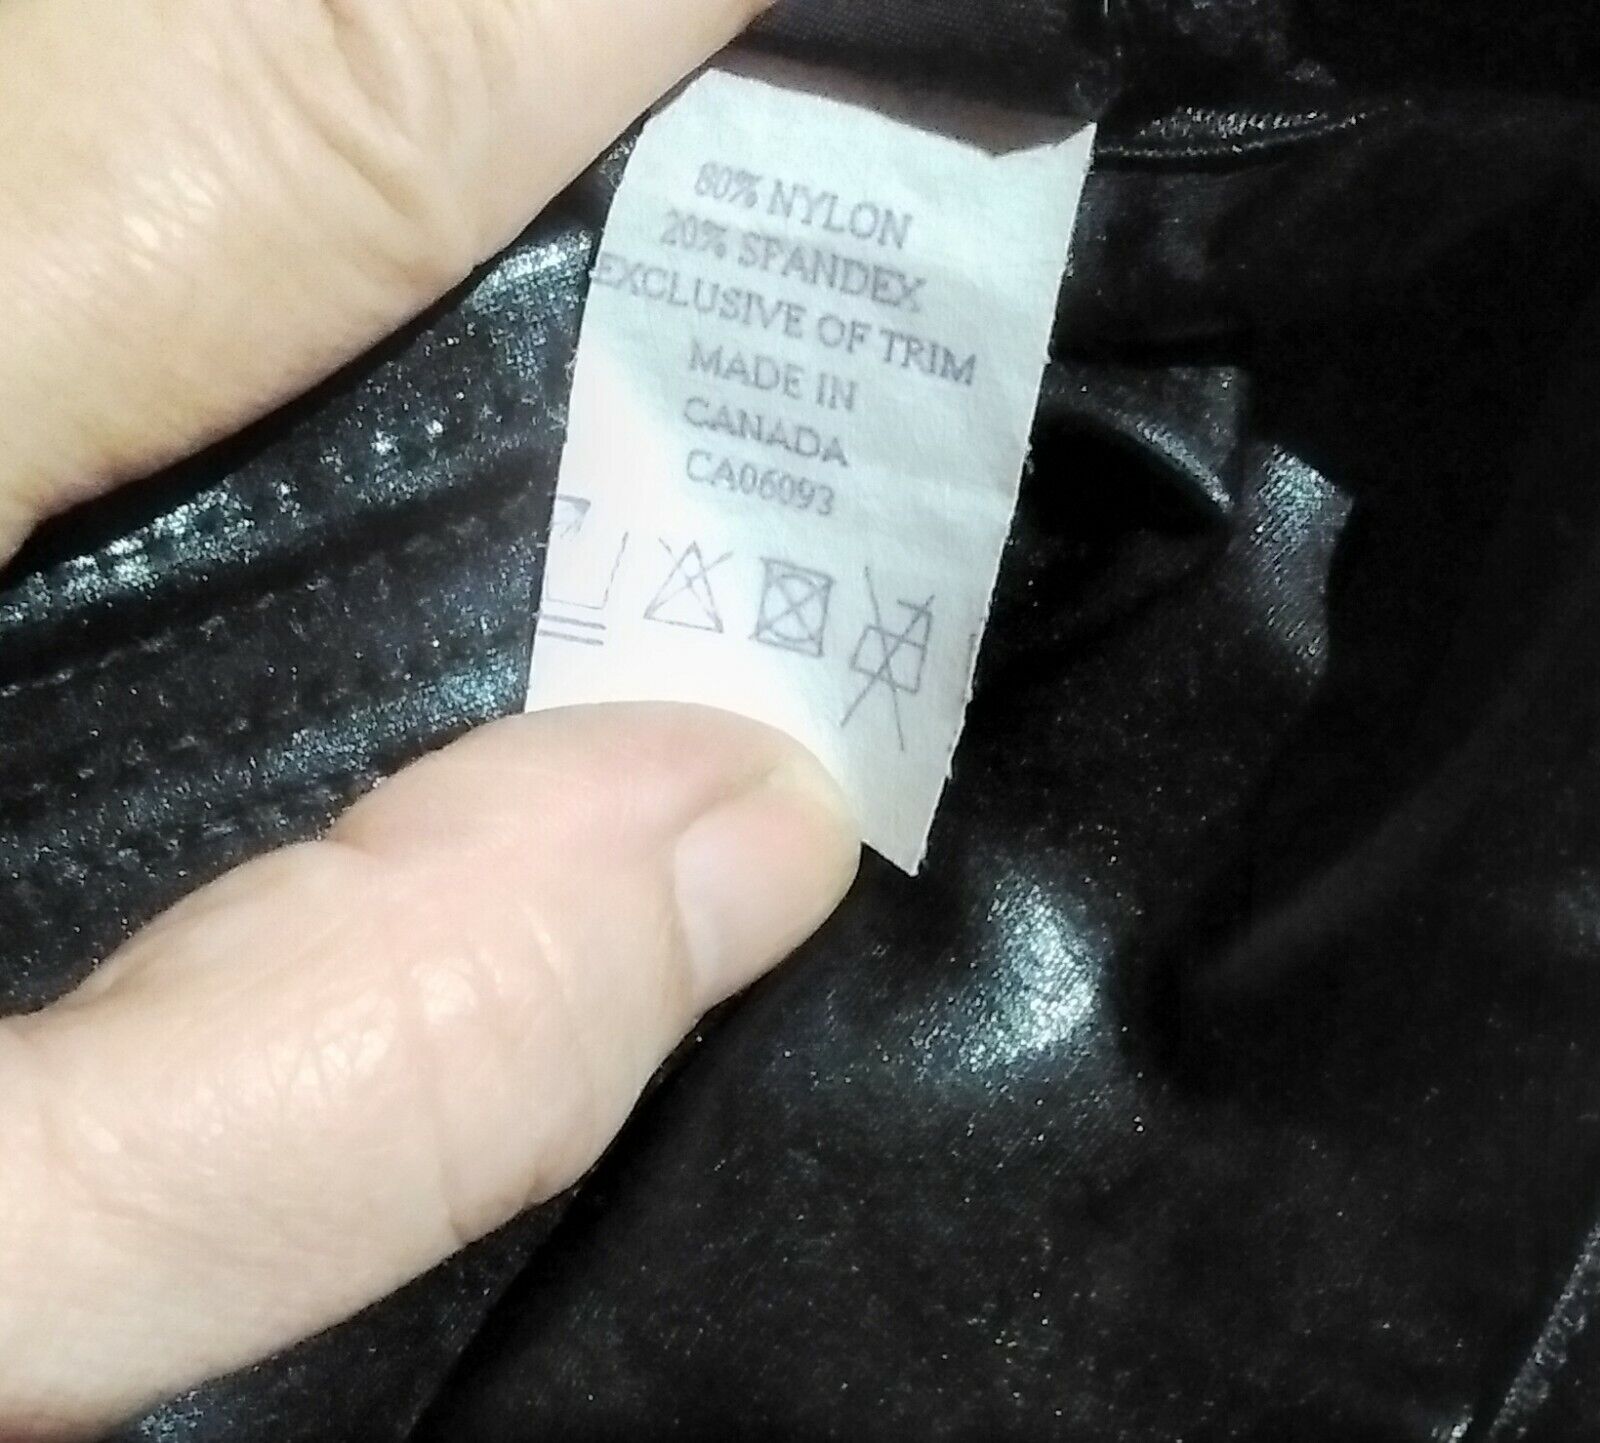 80% NYLON
20% SPANDEX
EXCLUSIVE OF TRIM
MADE IN
CANADA
CA06093